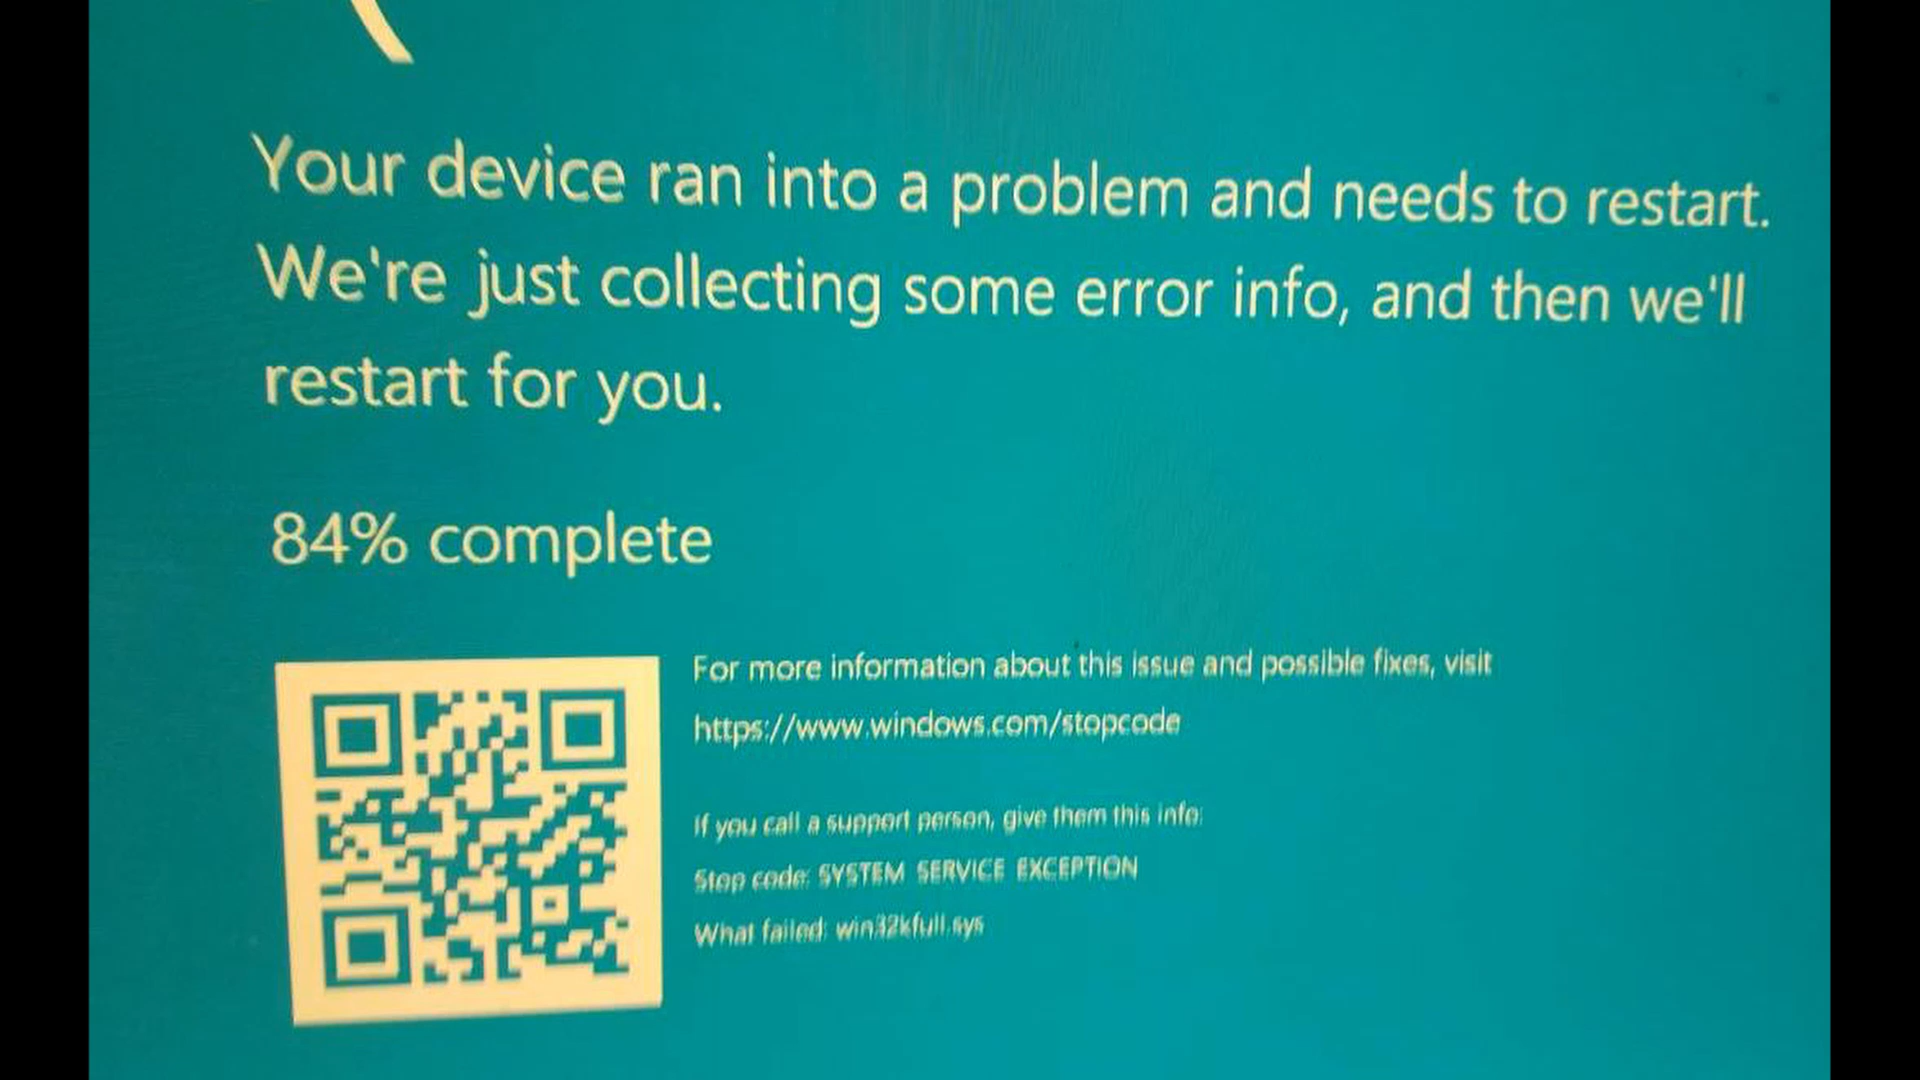 Your device ran into a problem and needs to restart.
We're just collecting some error info, and then we'll
restart for you.
84% complete
For more information about this issue and possible fixes, visit
https://www.windows.com/stopcode
If you call a support person, give them this info:
Stop code: SYSTEM SERVICE EXCEPTION
What failed: win32kfull.sys